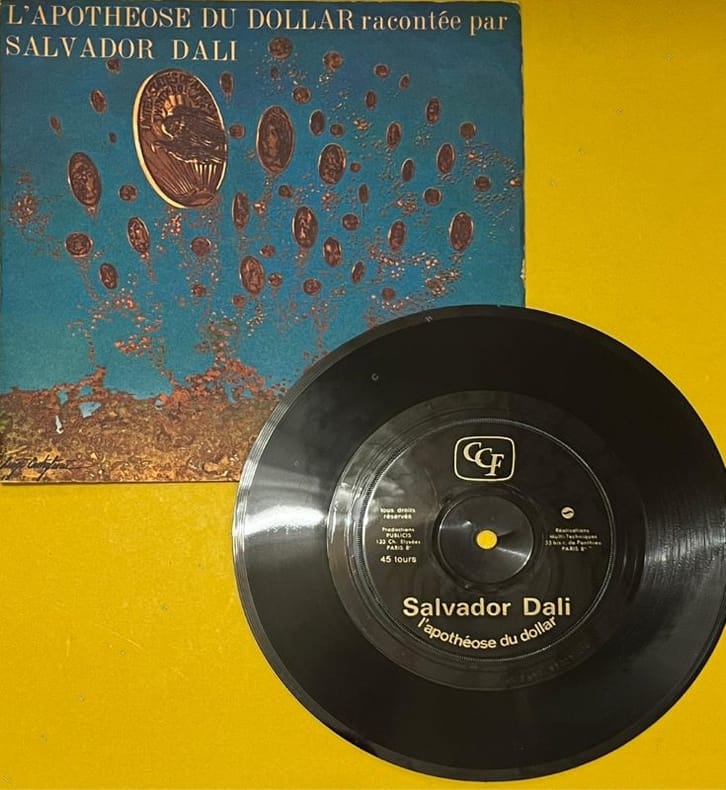 L'APOTHEOSE DU DOLLAR racontée par
SALVADOR DALI
CCF
tous droits
réservés
Productions
PUBLICIS
133 Ch. Elysées
PARIS 8e
45 tours
Réalisations
Multi-Techniques
PARIS 8e
Salvador Dali
l'apothéose du dollar